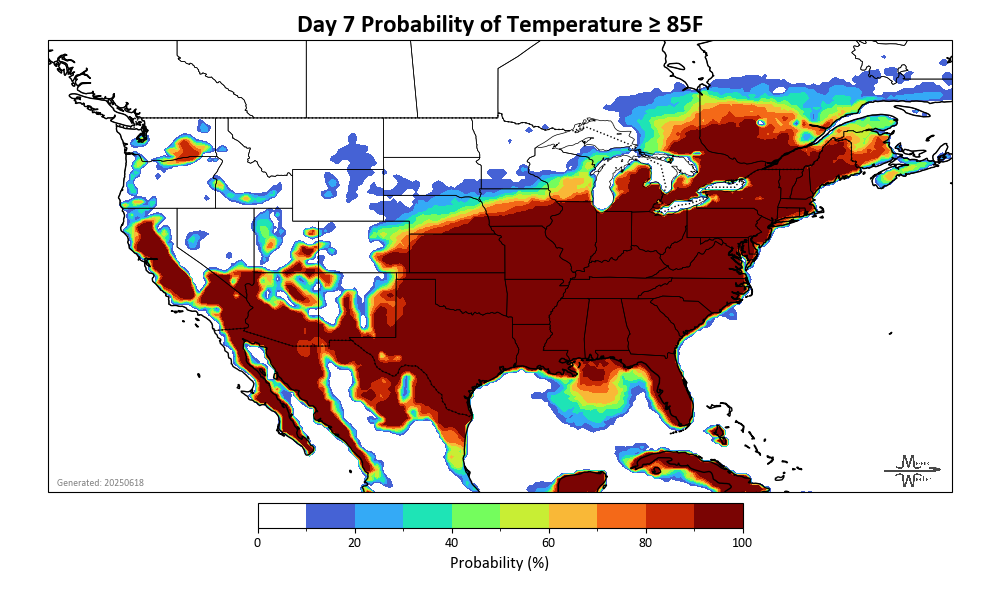 Day 7 Probability of Temperature ≥ 85F
Generated: 20250618
0 20 40 60 80 100
Probability (%)